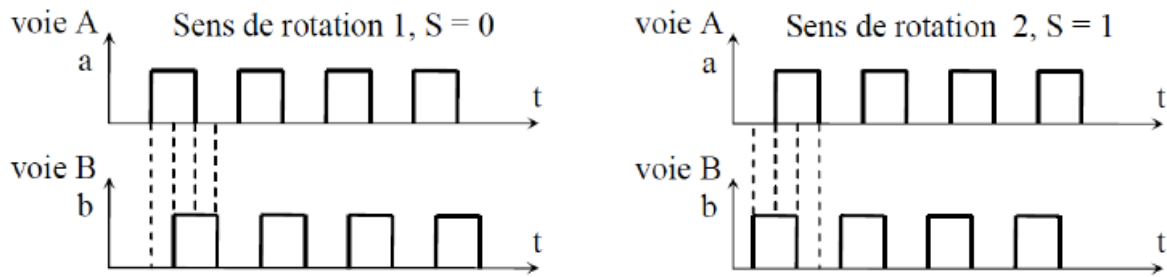 voie A
Sens de rotation 1, S = 0
a
t
voie B
b
t
voie A
Sens de rotation 2, S = 1
a
t
voie B
b
t